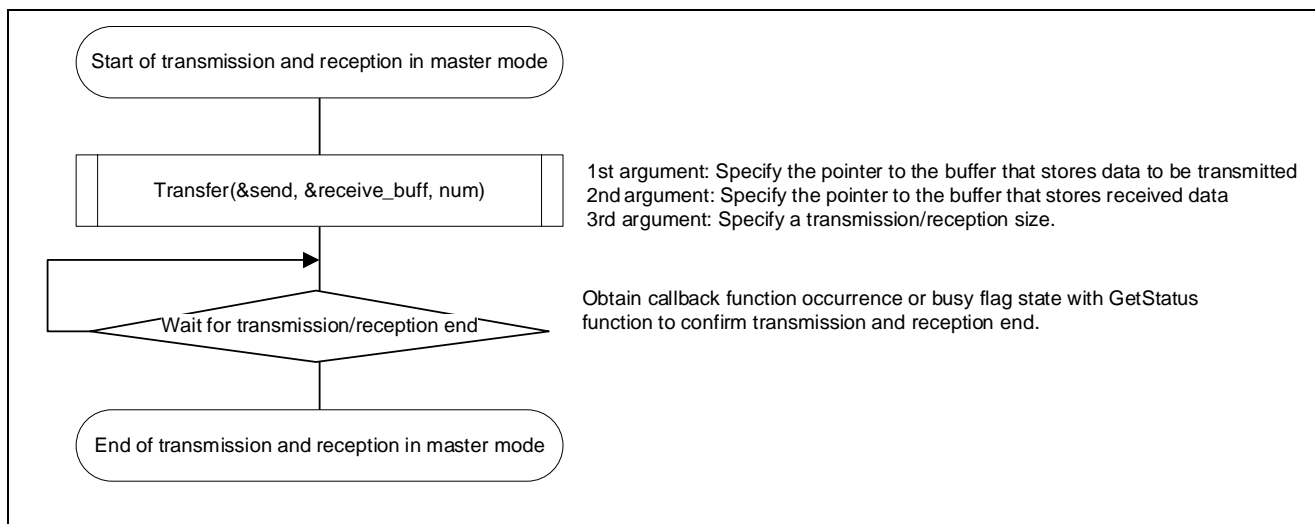 Start of transmission and reception in master mode
Transfer(&send, &receive_buff, num)
1st argument: Specify the pointer to the buffer that stores data to be transmitted
2nd argument: Specify the pointer to the buffer that stores received data
3rd argument: Specify a transmission/reception size.
Wait for transmission/reception end
Obtain callback function occurrence or busy flag state with GetStatus
function to confirm transmission and reception end.
End of transmission and reception in master mode